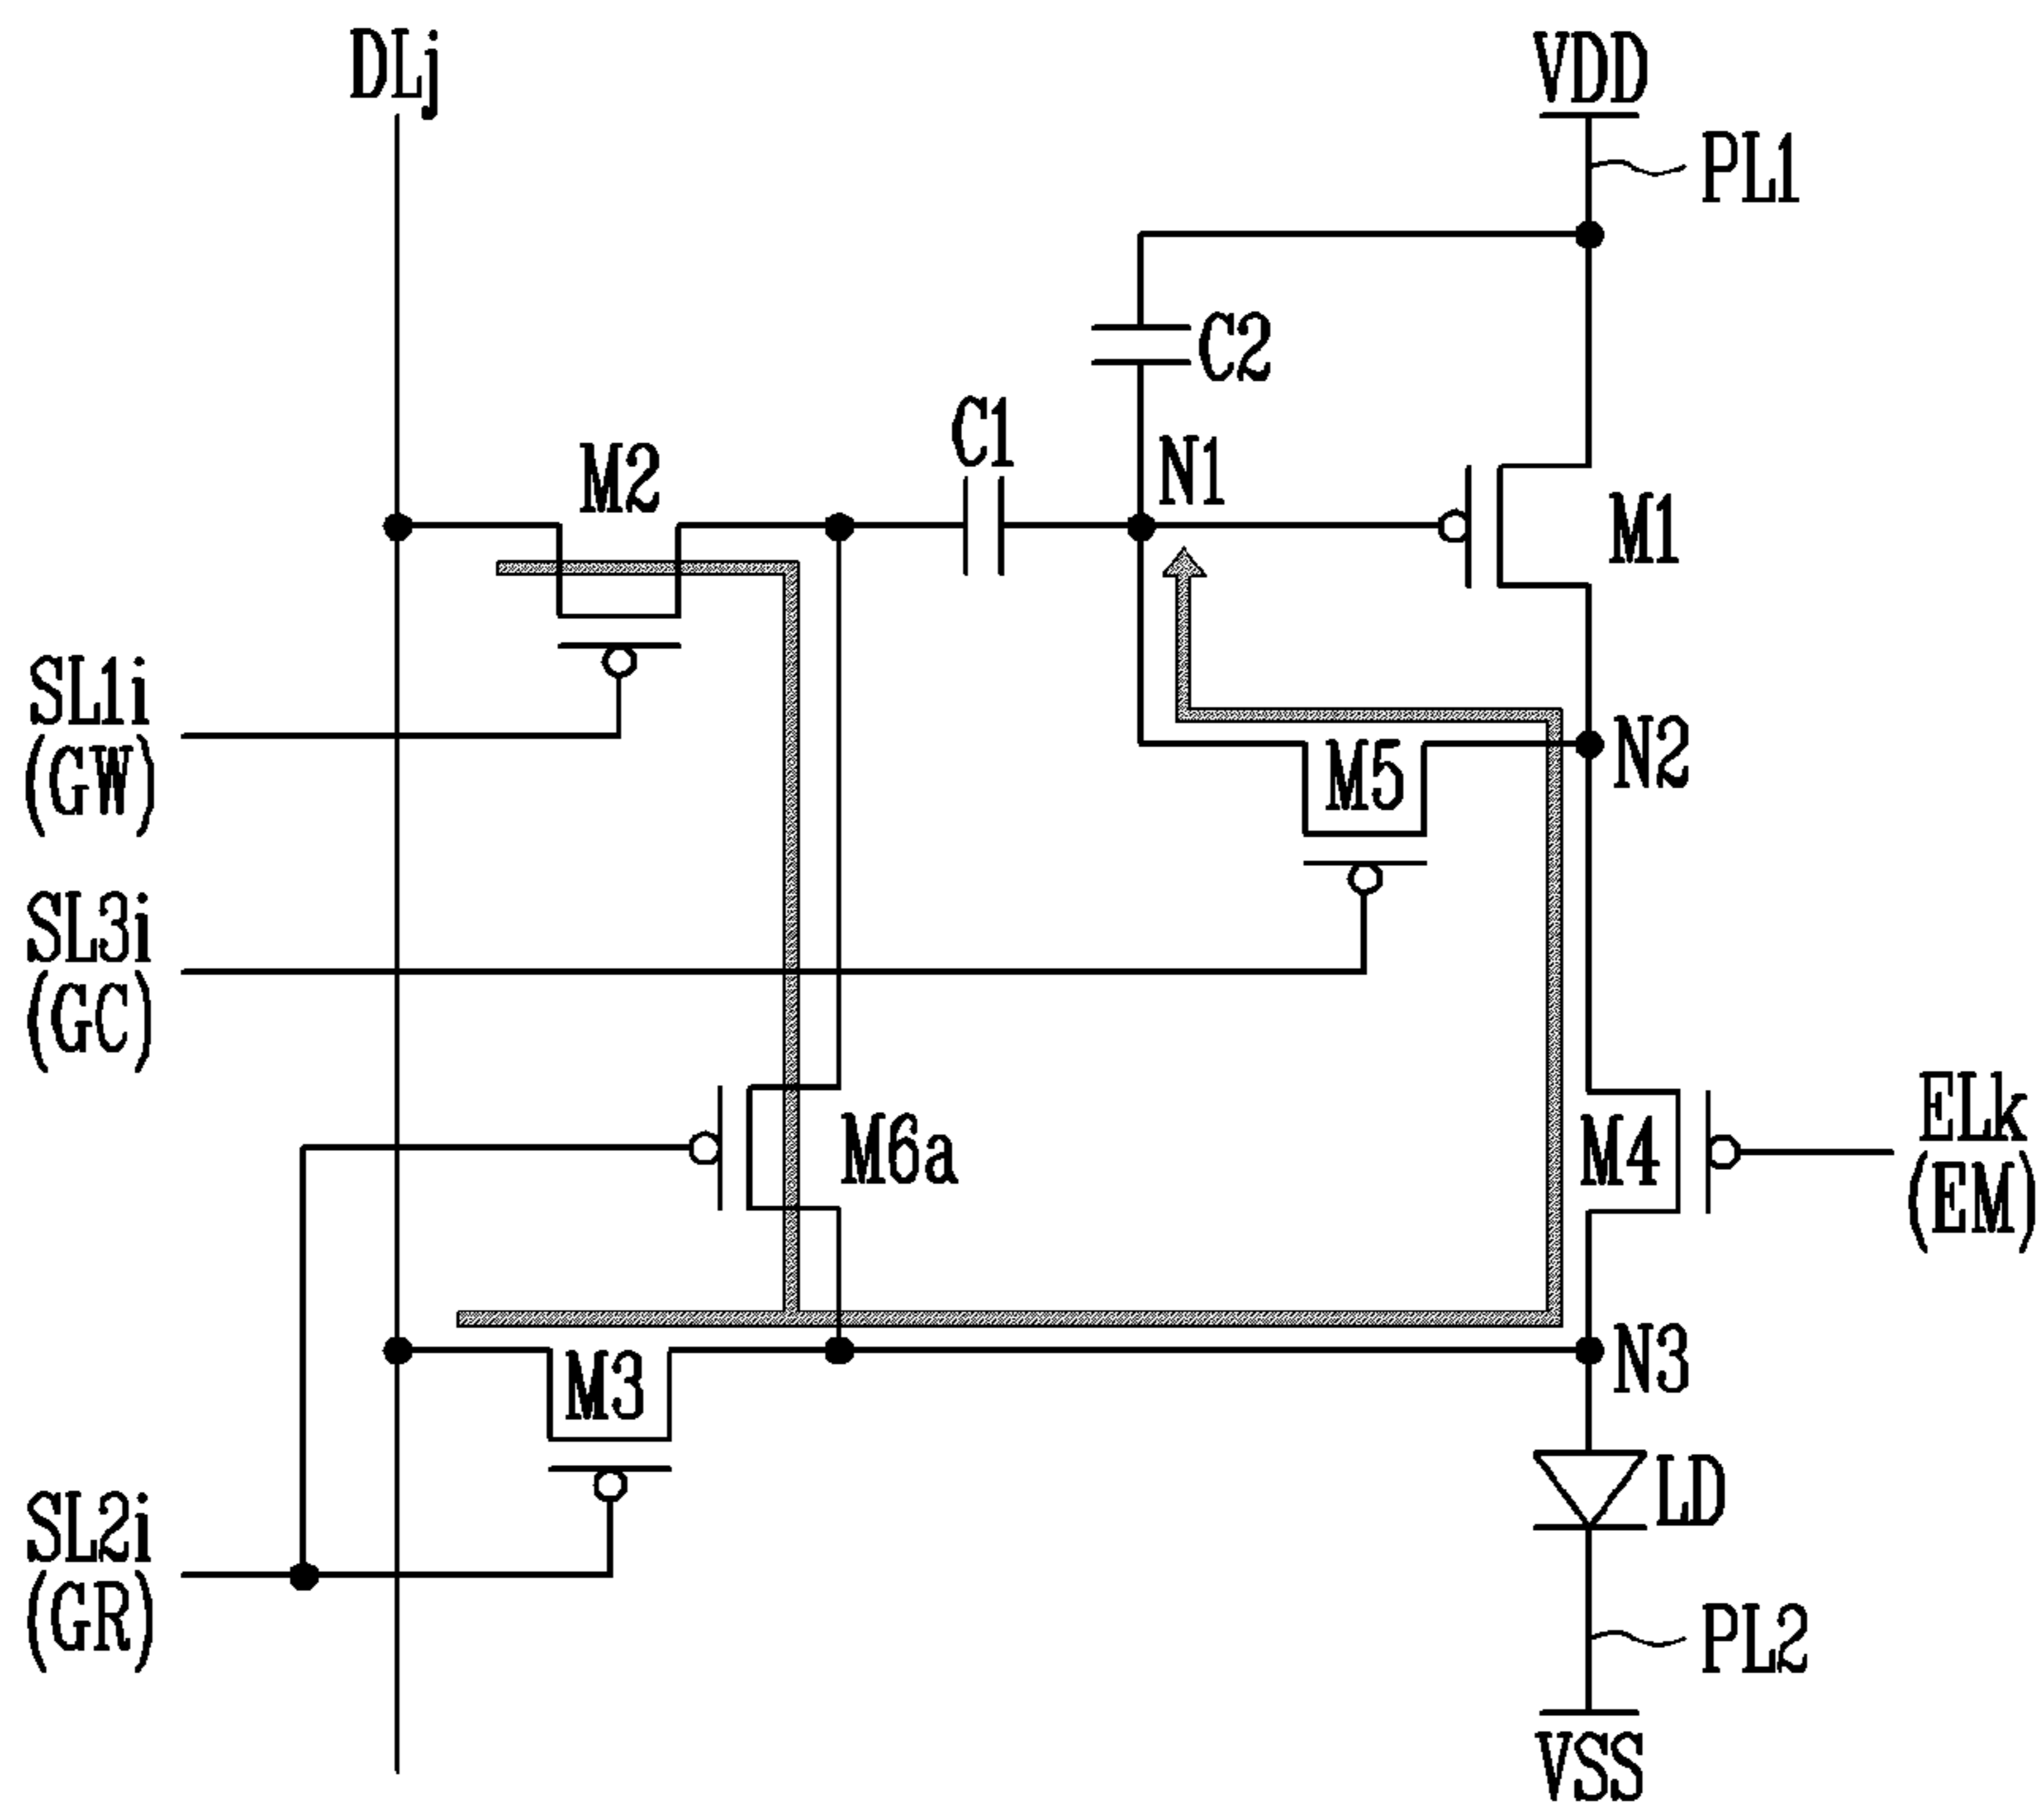 DLj
VDD
PL1
C2
C1
N1
M2
M1
SL1i
(GW)
N2
M5
SL3i
(GC)
M6a
M4
ELk
(EM)
M3
N3
LD
SL2i
(GR)
PL2
VSS